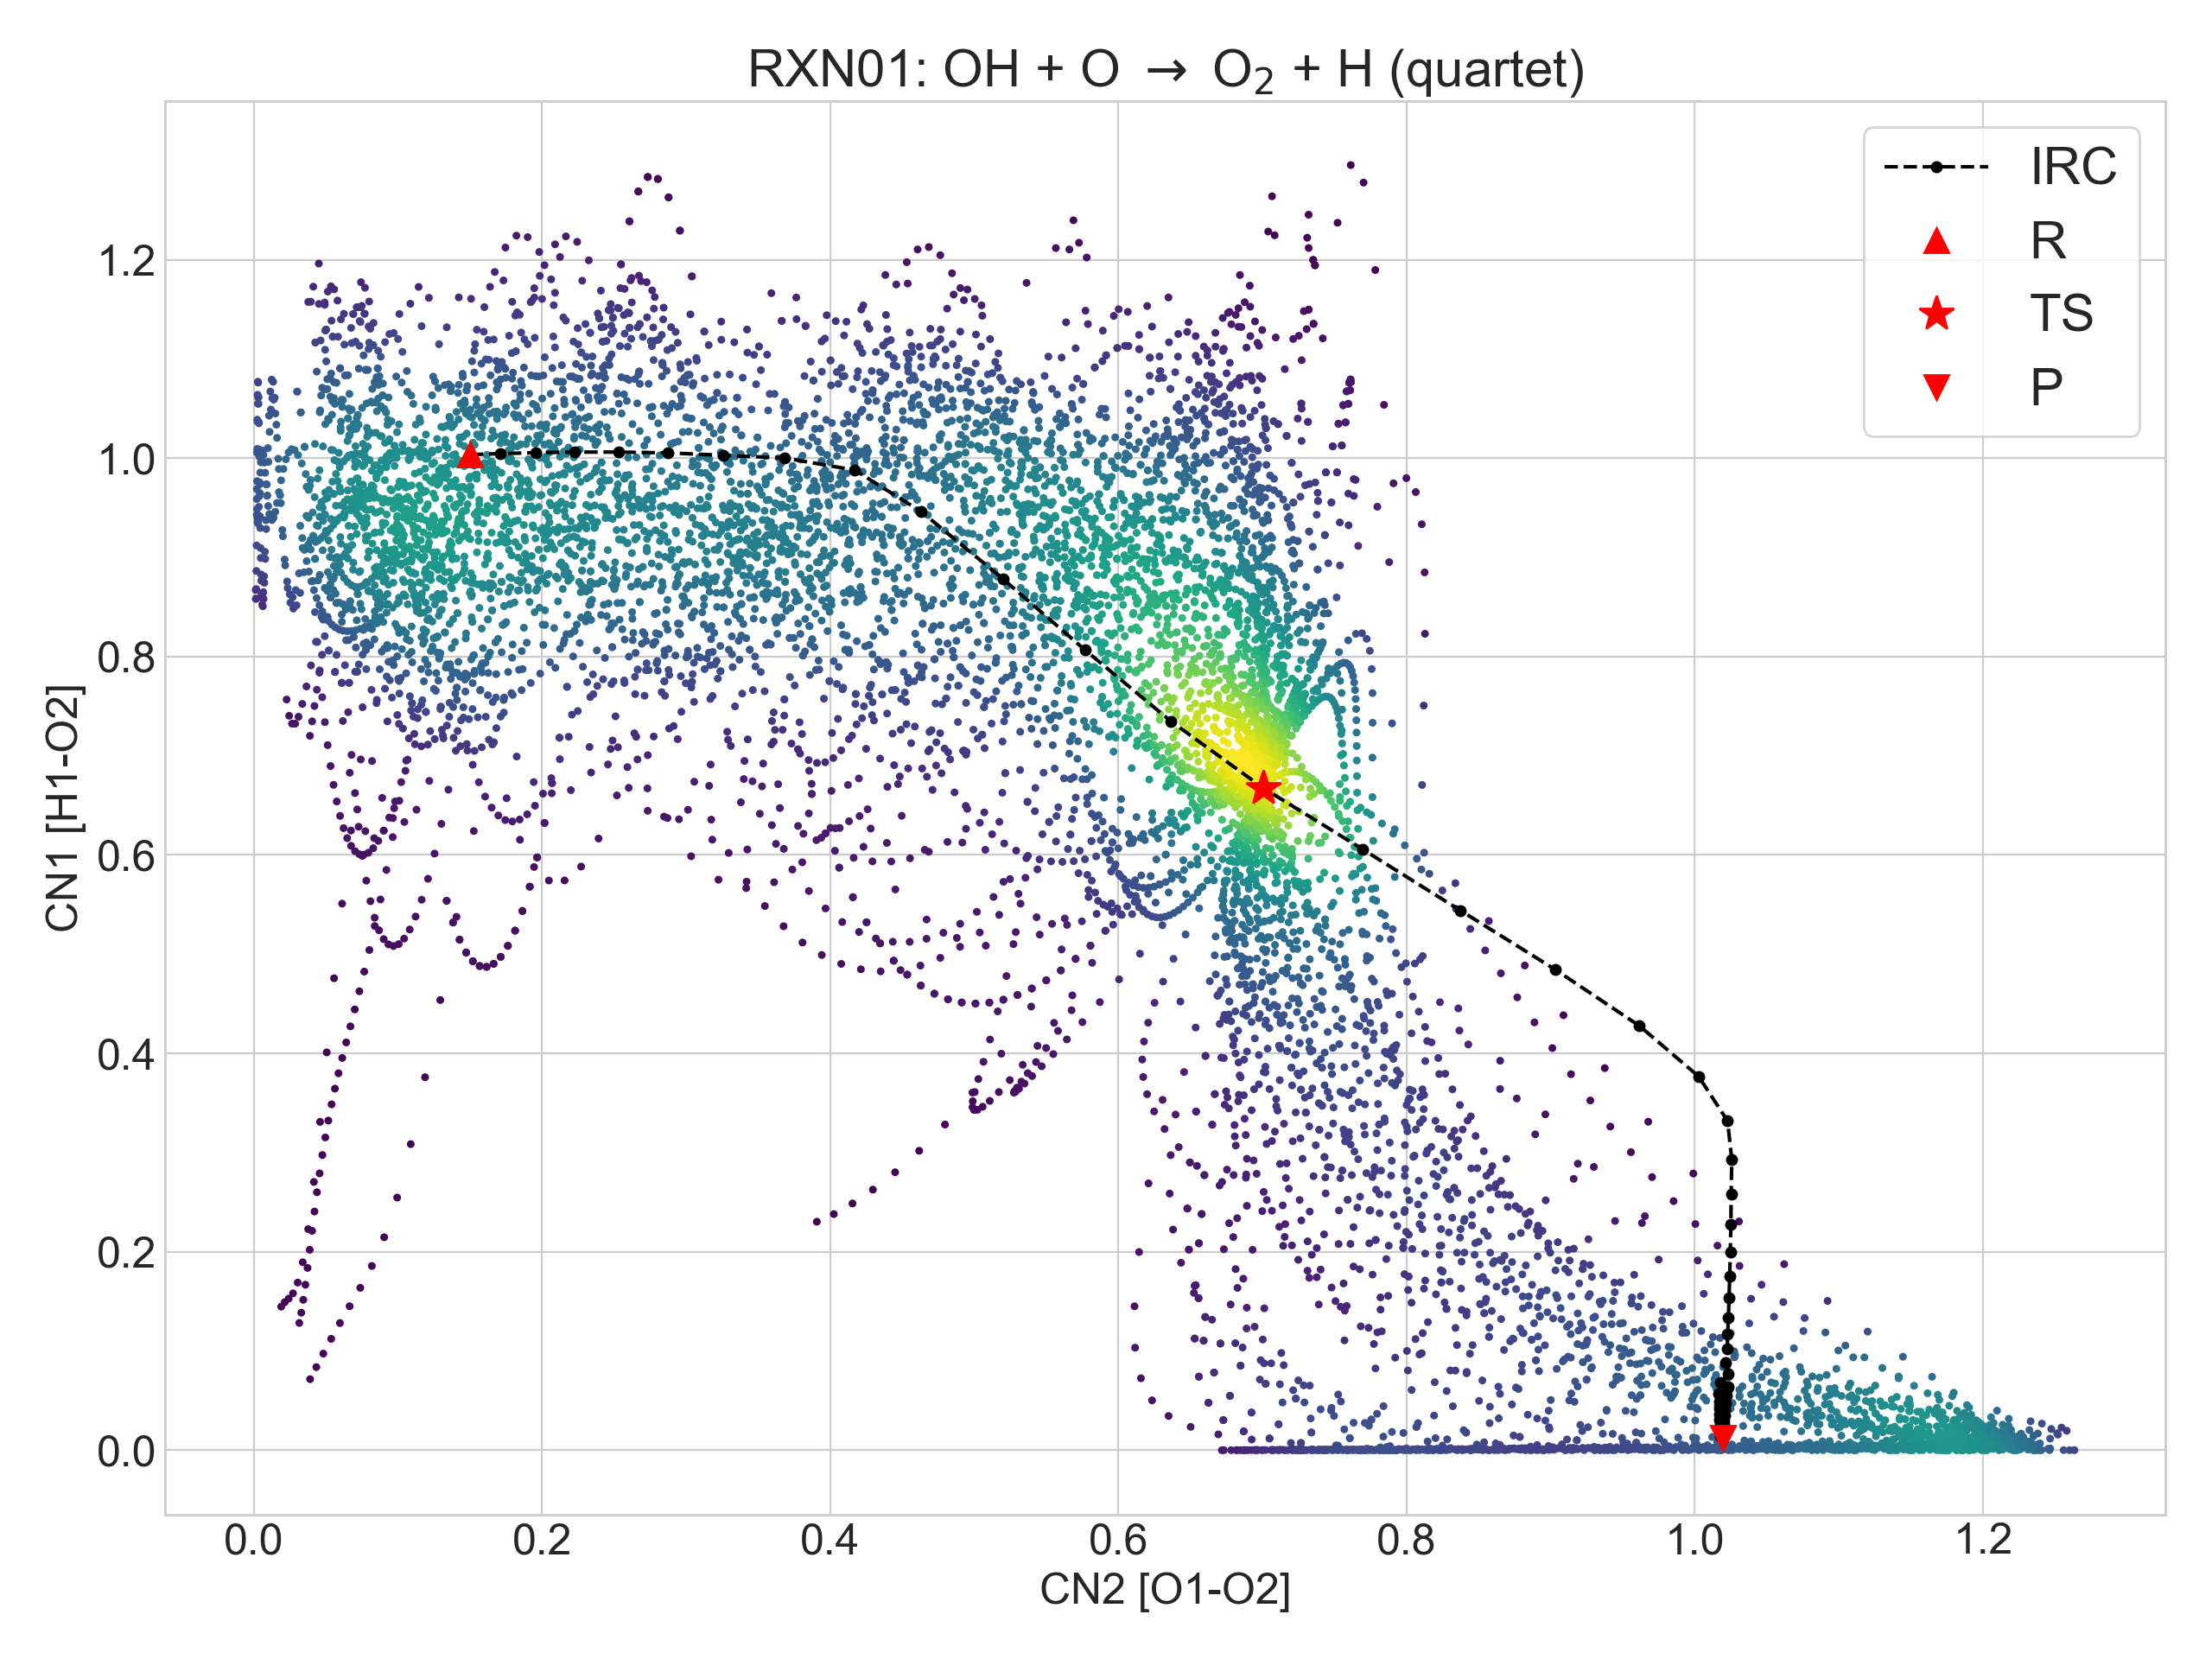 RXN01: OH + O → O₂ + H (quartet)
IRC
R
TS
P
CN1 [H1-O2]
1.2
1.0
0.8
0.6
0.4
0.2
0.0
0.0 0.2 0.4 0.6 0.8 1.0 1.2
CN2 [O1-O2]